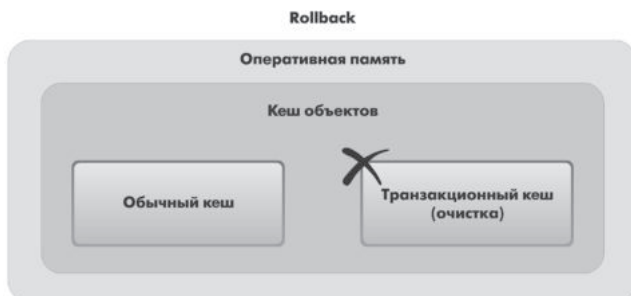 Rollback
Оперативная память
Кеш объектов
Обычный кеш
Транзакционный кеш
(очистка)